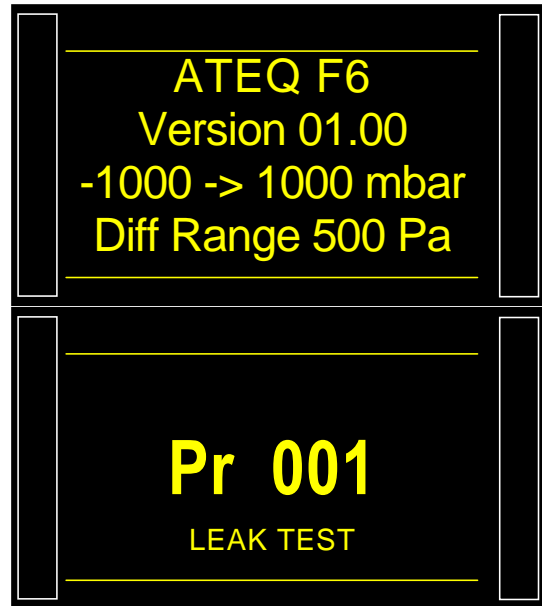 ATEQ F6
Version 01.00
-1000 -> 1000 mbar
Diff Range 500 Pa
Pr 001
LEAK TEST